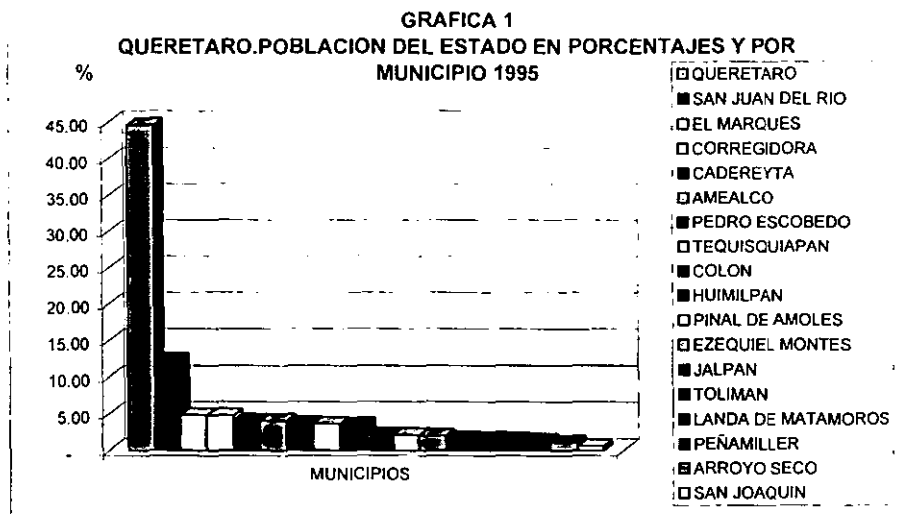 GRAFICA 1
QUERETARO.POBLACION DEL ESTADO EN PORCENTAJES Y POR
MUNICIPIO 1995
%
45.00
40.00
35.00
30.00
25.00
20.00
15.00
10.00
5.00
-
MUNICIPIOS
QUERETARO
SAN JUAN DEL RIO
EL MARQUES
CORREGIDORA
CADEREYTA
AMEALCO
PEDRO ESCOBEDO
TEQUISQUIAPAN
COLON
HUIMILPAN
PINAL DE AMOLES
EZEQUIEL MONTES
JALPAN
TOLIMAN
LANDA DE MATAMOROS
PEÑAMILLER
ARROYO SECO
SAN JOAQUIN